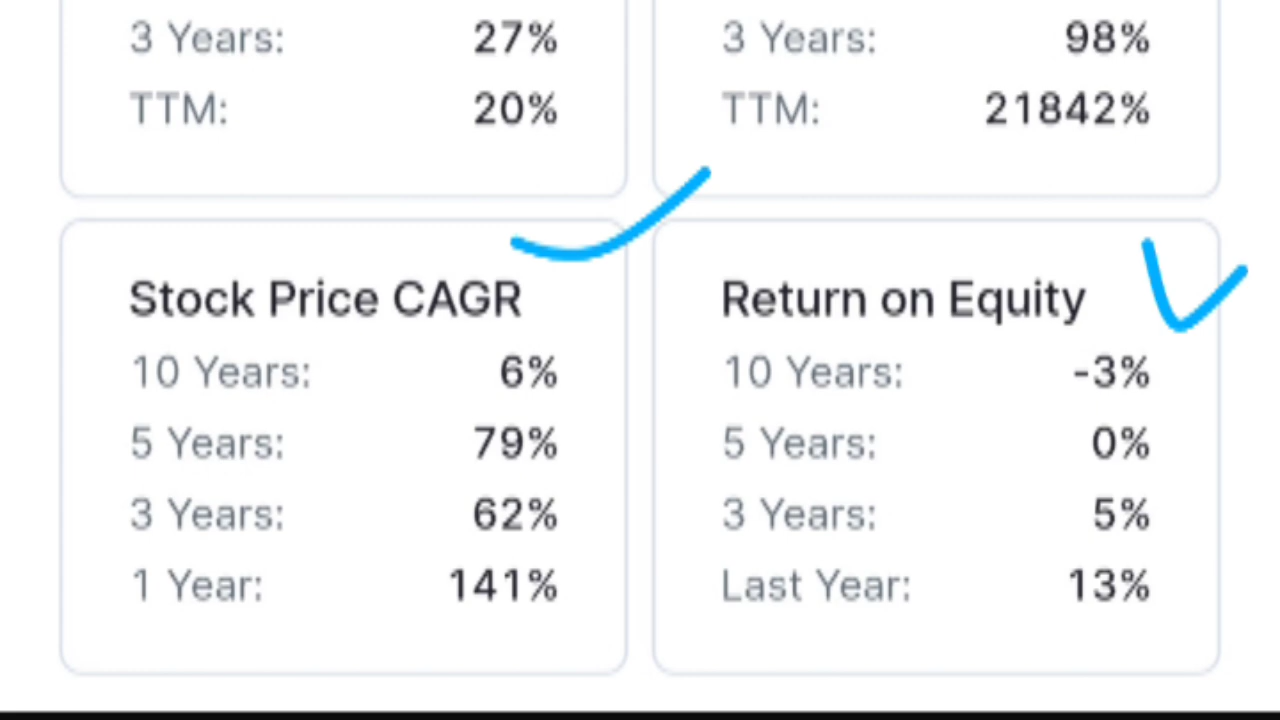 3 Years: 27%
TTM: 20%
3 Years: 98%
TTM: 21842%
Stock Price CAGR
10 Years: 6%
5 Years: 79%
3 Years: 62%
1 Year: 141%
Return on Equity
10 Years: -3%
5 Years: 0%
3 Years: 5%
Last Year: 13%